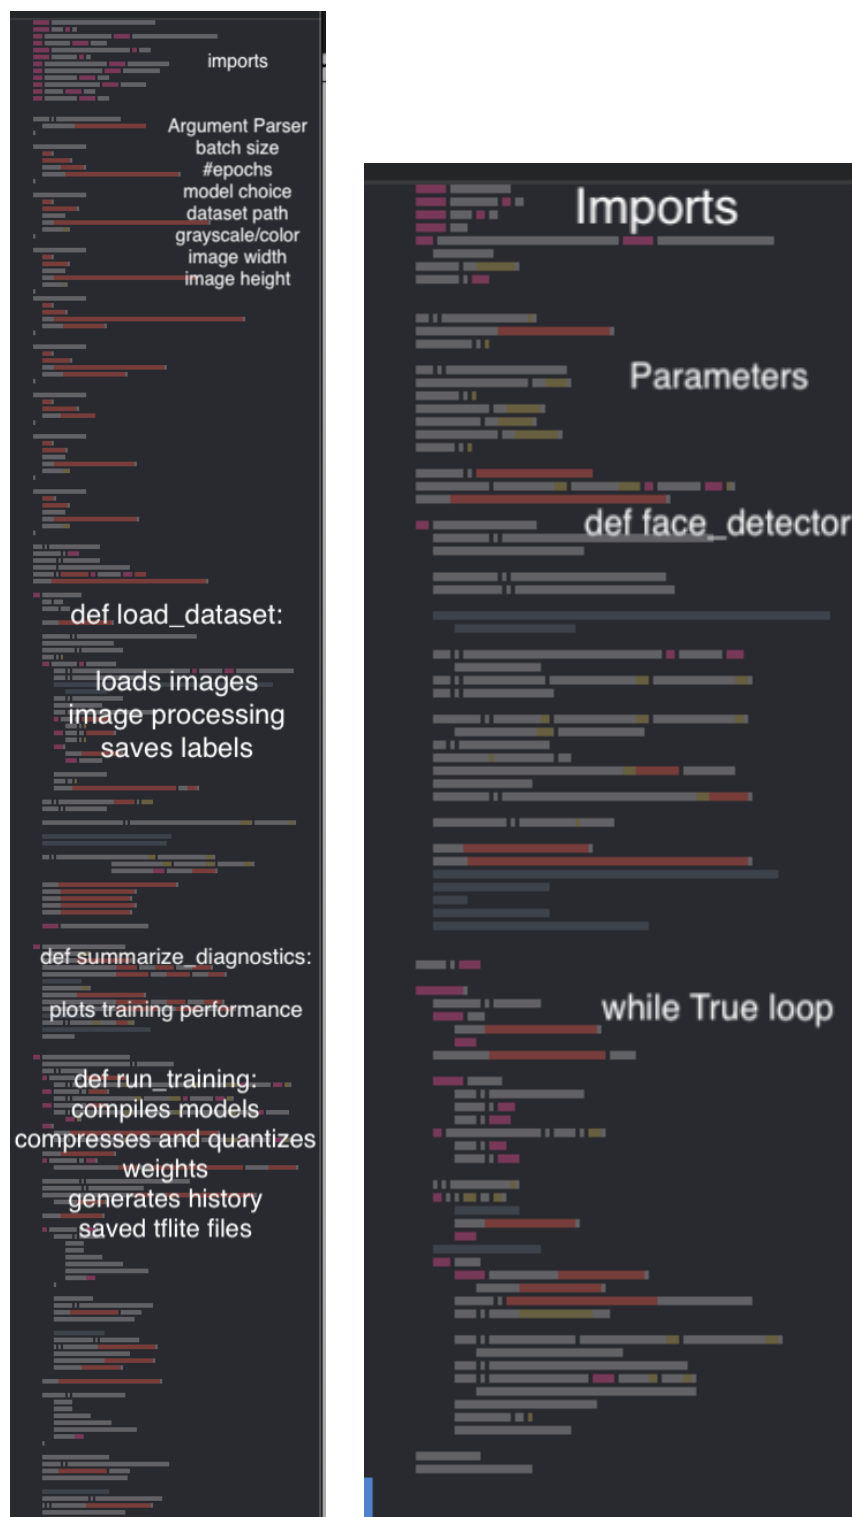 imports
Argument Parser
batch size
#epochs
model choice
dataset path
grayscale/color
image width
image height
def load_dataset:
loads images
image processing
saves labels
def summarize_diagnostics:
plots training performance
def run_training:
compiles models
compresses and quantizes
weights
generates history
saved tflite files
Imports
Parameters
def face_detector
while True loop